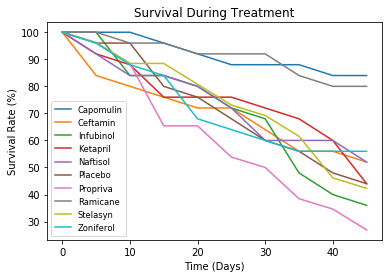 Survival During Treatment
Survival Rate (%)
100
90
80
70
60
50
40
30
Capomulin
Ceftamin
Infubinol
Ketapril
Naftisol
Placebo
Propriva
Ramicane
Stelasyn
Zoniferol
0 10 20 30 40
Time (Days)